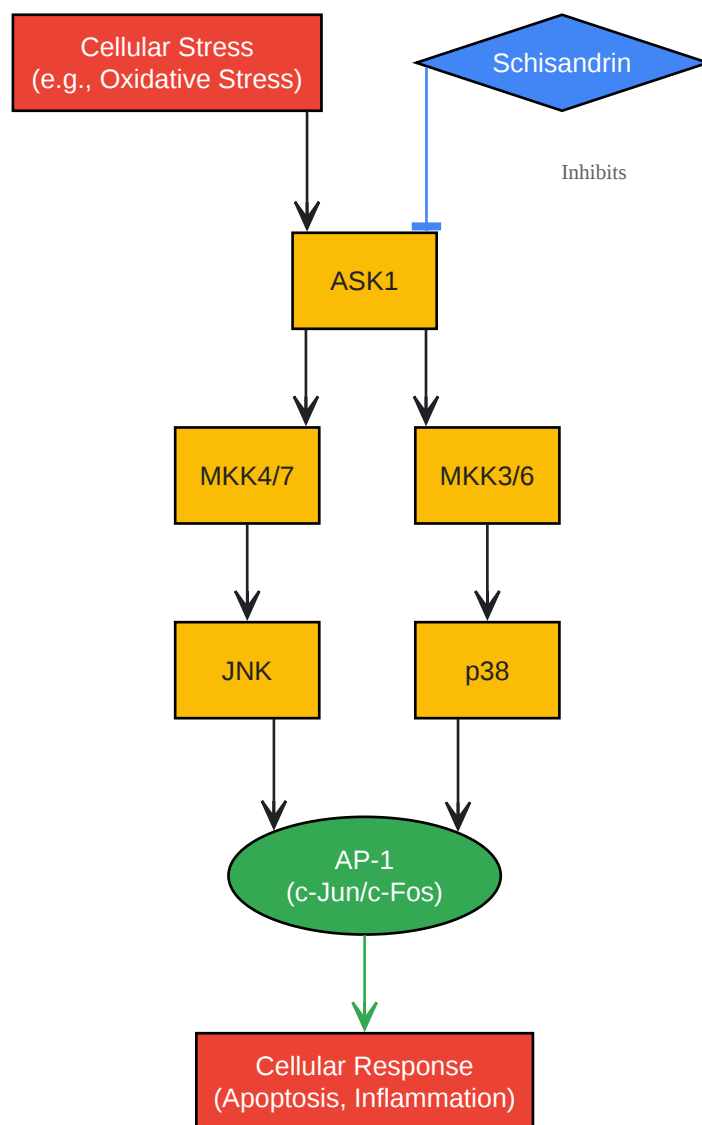 Cellular Stress
(e.g., Oxidative Stress)
Schisandrin
Inhibits
ASK1
MKK4/7
MKK3/6
JNK
p38
AP-1
(c-Jun/c-Fos)
Cellular Response
(Apoptosis, Inflammation)